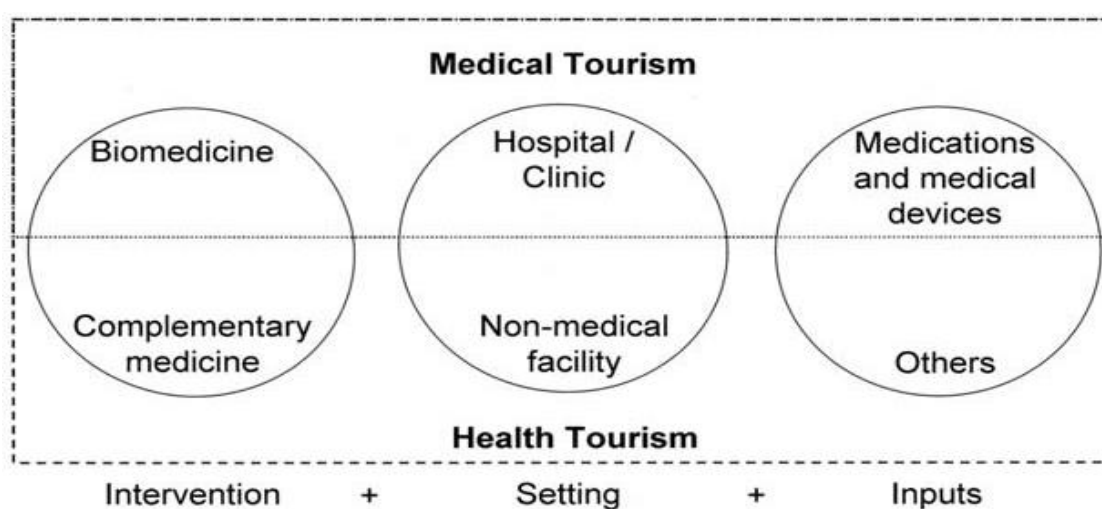 Medical Tourism
Biomedicine
Hospital /
Clinic
Medications
and medical
devices
Complementary
medicine
Non-medical
facility
Others
Health Tourism
Intervention + Setting + Inputs